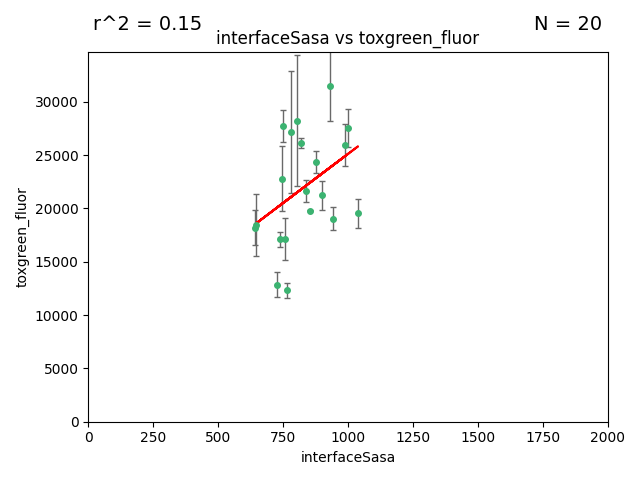 r^2 = 0.15
N = 20
interfaceSasa vs toxgreen_fluor
30000
25000
20000
15000
10000
5000
0
toxgreen_fluor
0 250 500 750 1000 1250 1500 1750 2000
interfaceSasa